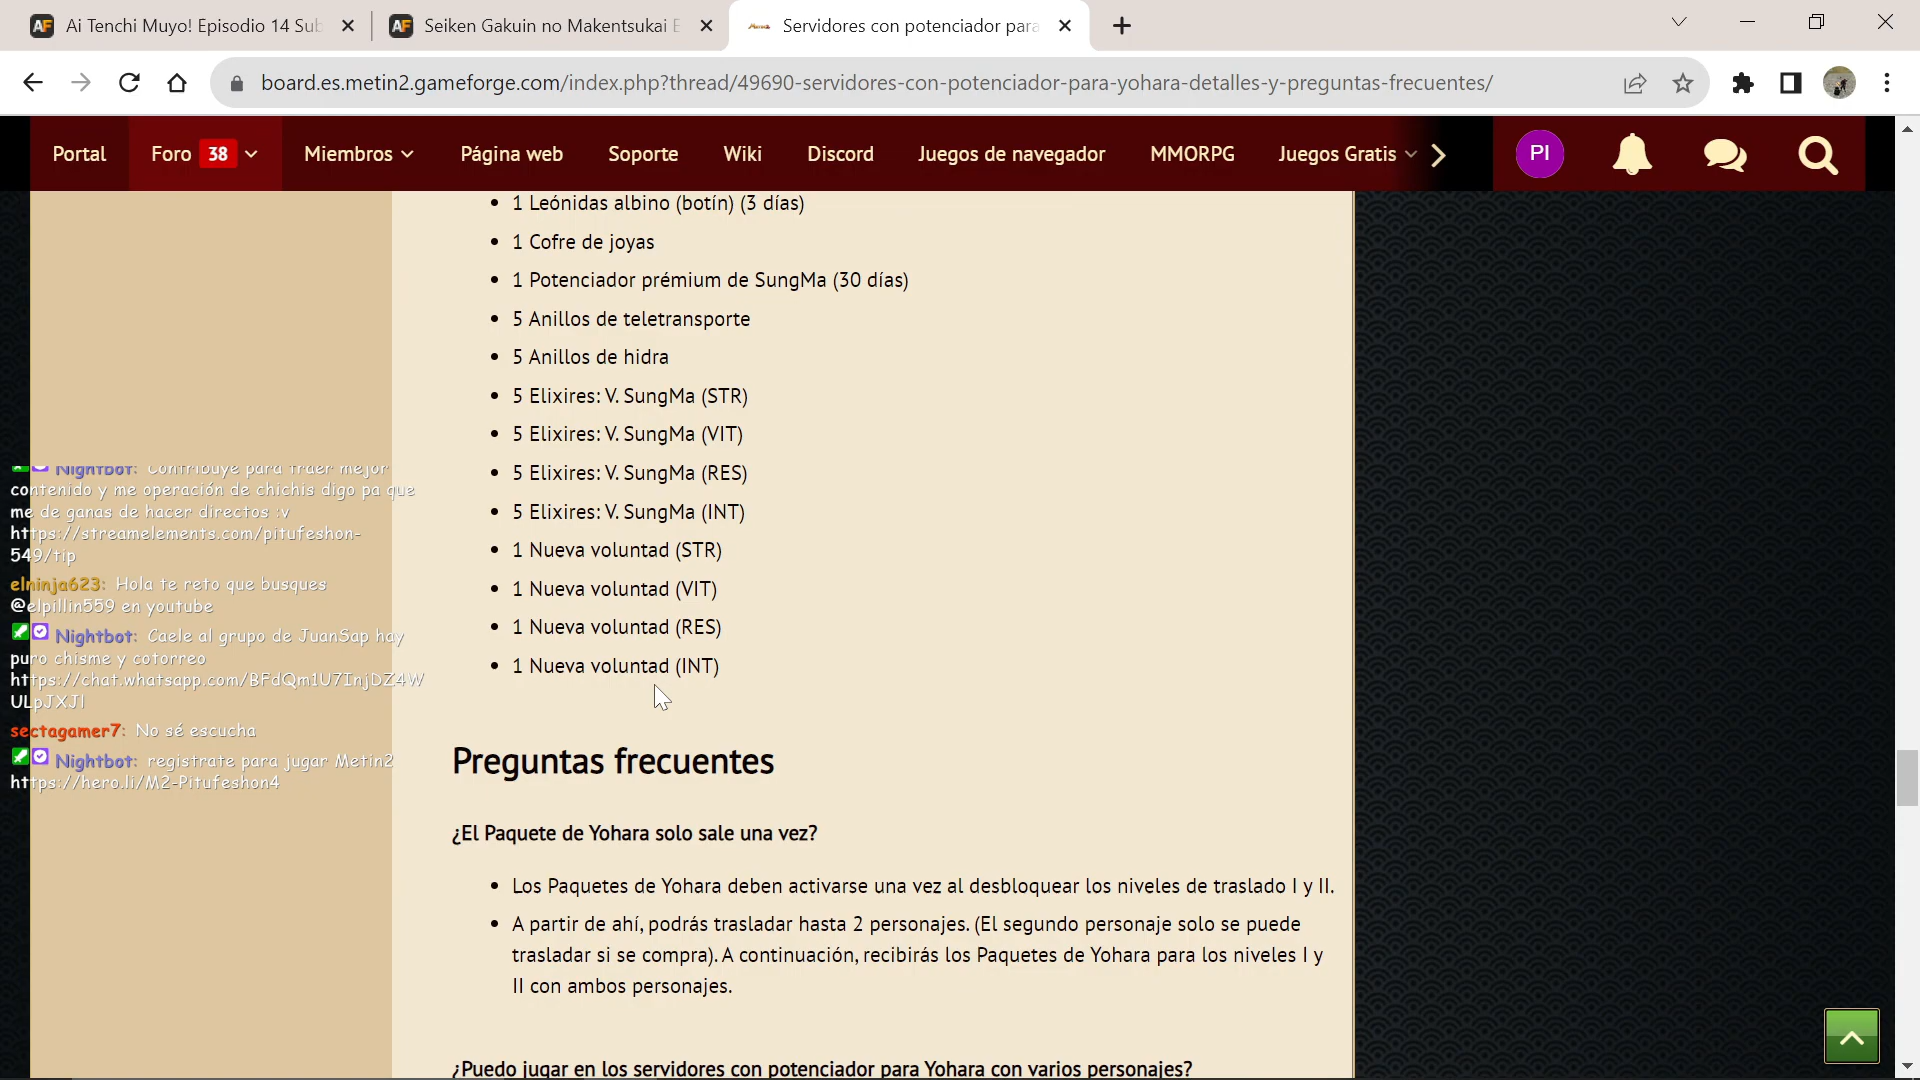 Ai Tenchi Muyo! Episodio 14 Sub
Seiken Gakuin no Makentsukai E
Servidores con potenciador para
board.es.metin2.gameforge.com/index.php?thread/49690-servidores-con-potenciador-para-yohara-detalles-y-preguntas-frecuentes/
Portal
Foro 38
Miembros
Página web
Soporte
Wiki
Discord
Juegos de navegador
MMORPG
Juegos Gratis
PI
• 1 Leónidas albino (botín) (3 días)
• 1 Cofre de joyas
• 1 Potenciador prémium de SungMa (30 días)
• 5 Anillos de teletransporte
• 5 Anillos de hidra
• 5 Elixires: V. SungMa (STR)
• 5 Elixires: V. SungMa (VIT)
• 5 Elixires: V. SungMa (RES)
• 5 Elixires: V. SungMa (INT)
• 1 Nueva voluntad (STR)
• 1 Nueva voluntad (VIT)
• 1 Nueva voluntad (RES)
• 1 Nueva voluntad (INT)
Preguntas frecuentes
¿El Paquete de Yohara solo sale una vez?
• Los Paquetes de Yohara deben activarse una vez al desbloquear los niveles de traslado I y II.
• A partir de ahí, podrás trasladar hasta 2 personajes. (El segundo personaje solo se puede
trasladar si se compra). A continuación, recibirás los Paquetes de Yohara para los niveles I y
II con ambos personajes.
¿Puedo jugar en los servidores con potenciador para Yohara con varios personajes?
Nightbot: Contribuye para traer mejor
contenido y me operación de chichis digo pa que
me de ganas de hacer directos :v
https://streamelements.com/pitufeshon-
549/tip
elninja623: Hola te reto que busques
@elpillin559 en youtube
Nightbot: Caele al grupo de JuanSap hay
puro chisme y cotorreo
https://chat.whatsapp.com/BFdQm1U7InjDZ4W
ULpJXJl
sectagamer7: No sé escucha
Nightbot: registrate para jugar Metin2
https://hero.li/M2-Pitufeshon4